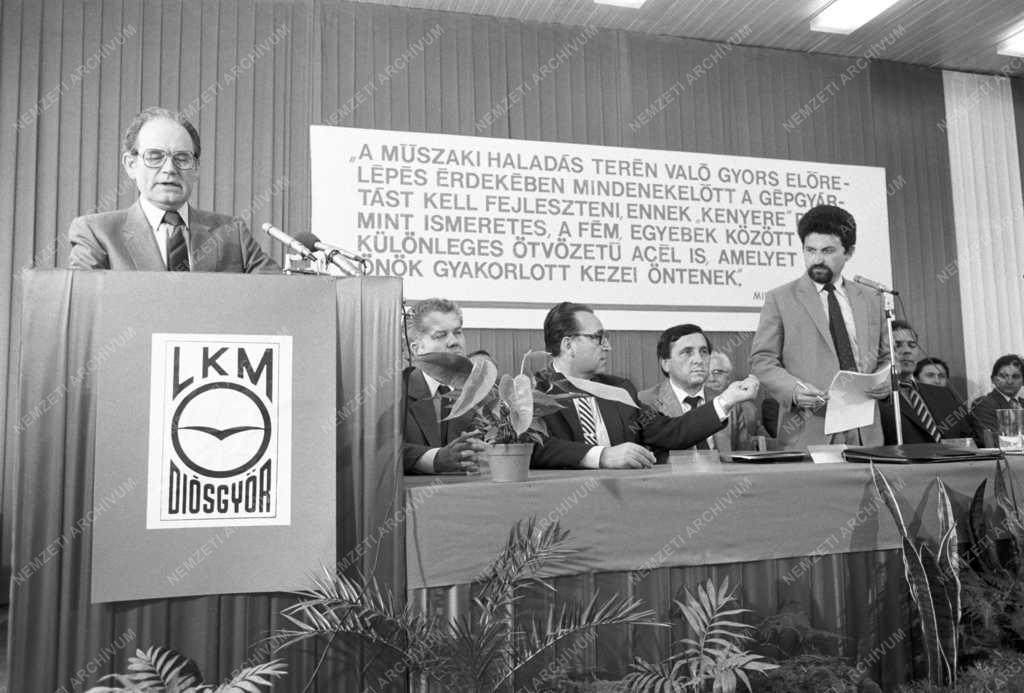 „A MŰSZAKI HALADÁS TERÉN VALÓ GYORS ELŐRE-
LÉPÉS ÉRDEKÉBEN MINDENEKELŐTT A GÉPGYÁR-
TÁST KELL FEJLESZTENI, ENNEK „KENYERE"
MINT ISMERETES, A FÉM, EGYEBEK KÖZÖTT
KÜLÖNLEGES ÖTVÖZETŰ ACÉL IS, AMELYET
ÖNÖK GYAKORLOTT KEZEI ÖNTENEK."
LKM
DIÓSGYŐR
NEMZETI ARCHÍVUM